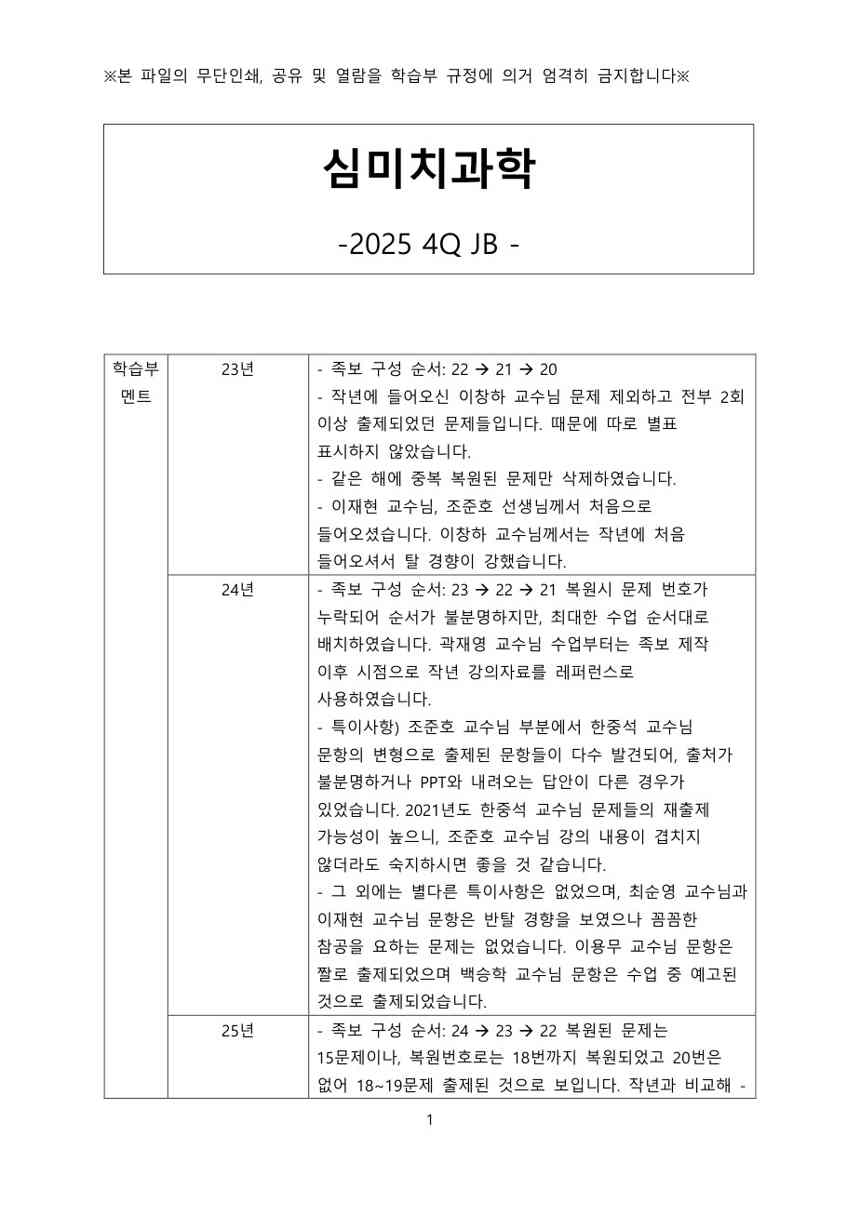 ※본 파일의 무단인쇄, 공유 및 열람을 학습부 규정에 의거 엄격히 금지합니다※
심미치과학
-2025 4Q JB -
학습부
멘트
23년
- 족보 구성 순서: 22 → 21 → 20
- 작년에 들어오신 이창하 교수님 문제 제외하고 전부 2회
이상 출제되었던 문제들입니다. 때문에 따로 별표
표시하지 않았습니다.
- 같은 해에 중복 복원된 문제만 삭제하였습니다.
- 이재현 교수님, 조준호 선생님께서 처음으로
들어오셨습니다. 이창하 교수님께서는 작년에 처음
들어오셔서 탈 경향이 강했습니다.
24년
- 족보 구성 순서: 23 → 22 → 21 복원시 문제 번호가
누락되어 순서가 불분명하지만, 최대한 수업 순서대로
배치하였습니다. 곽재영 교수님 수업부터는 족보 제작
이후 시점으로 작년 강의자료를 레퍼런스로
사용하였습니다.
- 특이사항) 조준호 교수님 부분에서 한중석 교수님
문항의 변형으로 출제된 문항들이 다수 발견되어, 출처가
불분명하거나 PPT와 내려오는 답안이 다른 경우가
있었습니다. 2021년도 한중석 교수님 문제들의 재출제
가능성이 높으니, 조준호 교수님 강의 내용이 겹치지
않더라도 숙지하시면 좋을 것 같습니다.
- 그 외에는 별다른 특이사항은 없었으며, 최순영 교수님과
이재현 교수님 문항은 반탈 경향을 보였으나 꼼꼼한
참공을 요하는 문제는 없었습니다. 이용무 교수님 문항은
짤로 출제되었으며 백승학 교수님 문항은 수업 중 예고된
것으로 출제되었습니다.
25년
- 족보 구성 순서: 24 → 23 → 22 복원된 문제는
15문제이나, 복원번호로는 18번까지 복원되었고 20번은
없어 18~19문제 출제된 것으로 보입니다. 작년과 비교해 -
1